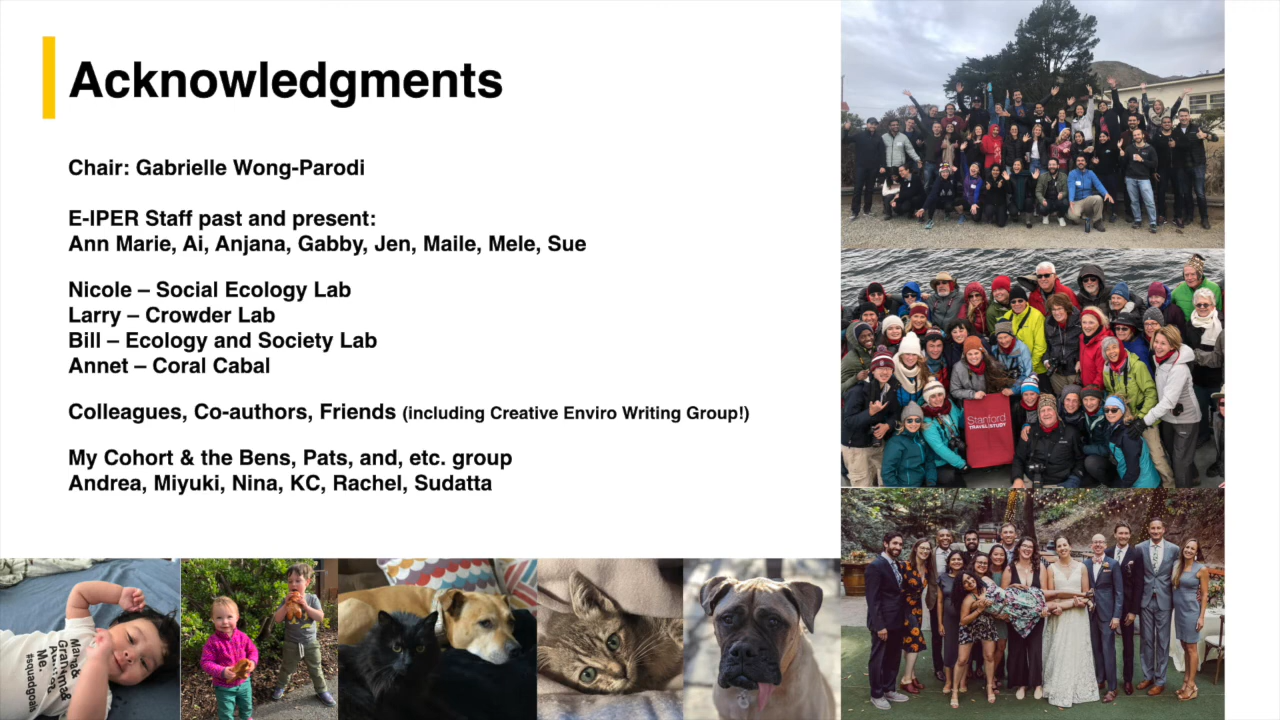 Acknowledgments
Chair: Gabrielle Wong-Parodi
E-IPER Staff past and present:
Ann Marie, Ai, Anjana, Gabby, Jen, Maile, Mele, Sue
Nicole – Social Ecology Lab
Larry – Crowder Lab
Bill – Ecology and Society Lab
Annet – Coral Cabal
Colleagues, Co-authors, Friends (including Creative Enviro Writing Group!)
My Cohort & the Bens, Pats, and, etc. group
Andrea, Miyuki, Nina, KC, Rachel, Sudatta
Stanford
TRAVEL/STUDY
Mama&
Grandma&
Me.
#squadgoals